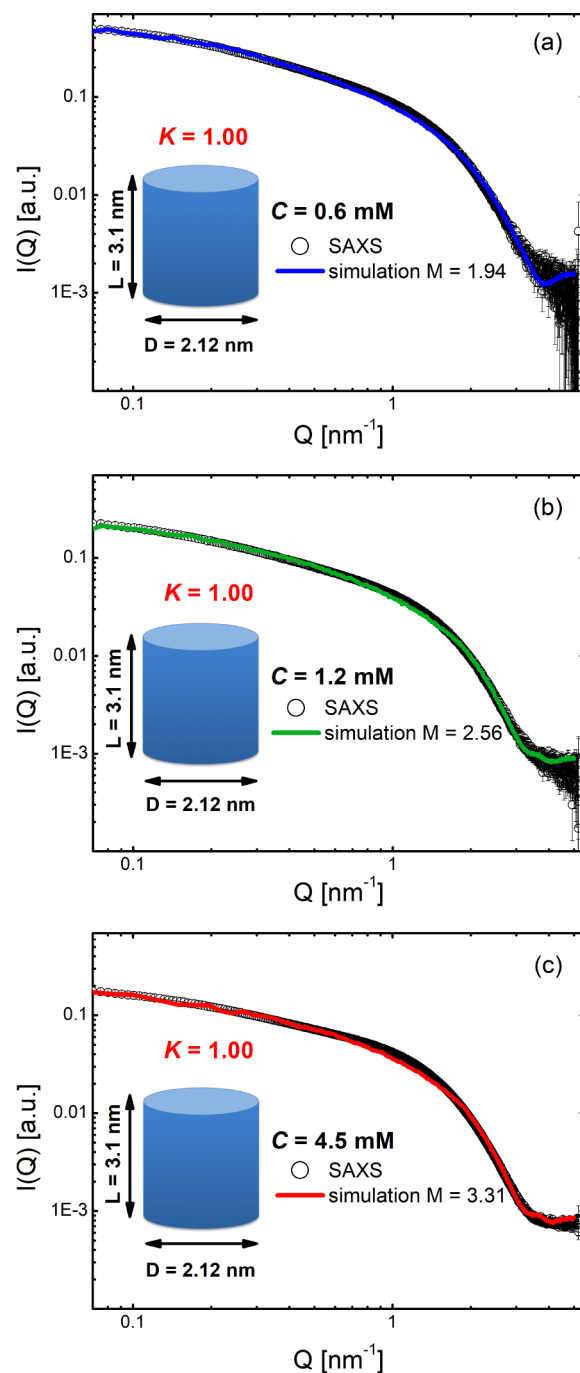 (a)
0.1
0.01
1E-3
I(Q) [a.u.]
K = 1.00
L = 3.1 nm
D = 2.12 nm
C = 0.6 mM
SAXS
simulation M = 1.94
0.1
1
Q [nm⁻¹]
(b)
0.1
0.01
1E-3
I(Q) [a.u.]
K = 1.00
L = 3.1 nm
D = 2.12 nm
C = 1.2 mM
SAXS
simulation M = 2.56
0.1
1
Q [nm⁻¹]
(c)
0.1
0.01
1E-3
I(Q) [a.u.]
K = 1.00
L = 3.1 nm
D = 2.12 nm
C = 4.5 mM
SAXS
simulation M = 3.31
0.1
1
Q [nm⁻¹]